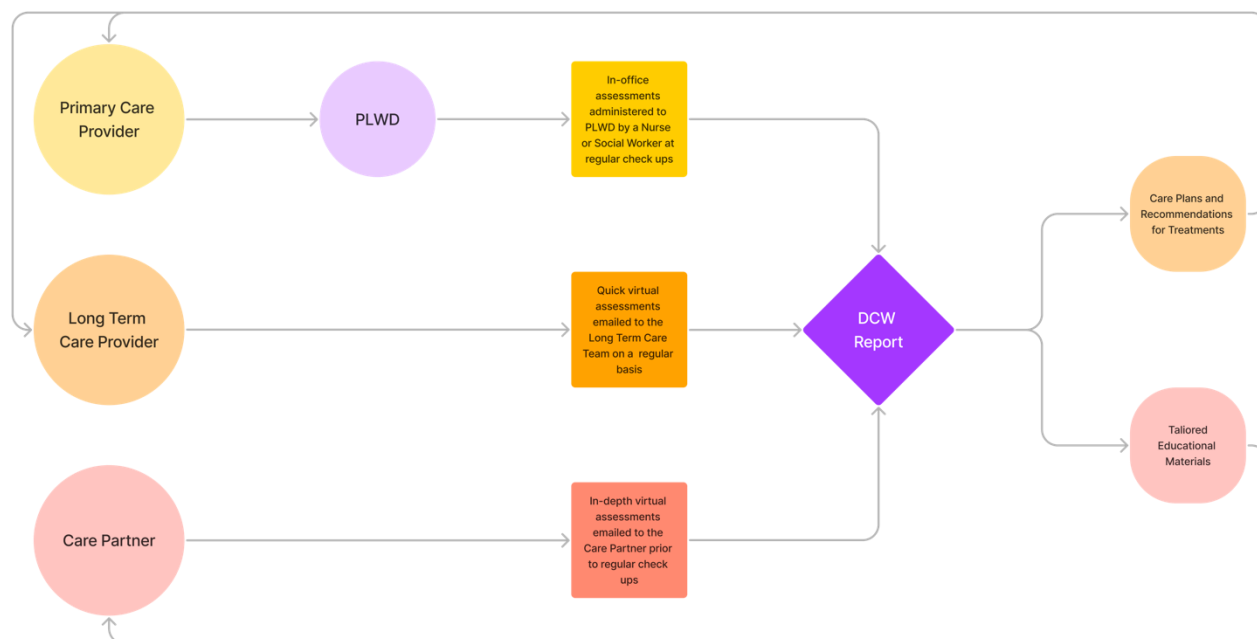 Primary Care
Provider
PLWD
In-office
assessments
administered to
PLWD by a Nurse
or Social Worker at
regular check ups
Care Plans and
Recommendations
for Treatments
Long Term
Care Provider
Quick virtual
assessments
emailed to the
Long Term Care
Team on a regular
basis
DCW
Report
Taliored
Educational
Materials
Care Partner
In-depth virtual
assessments
emailed to the
Care Partner prior
to regular check
ups